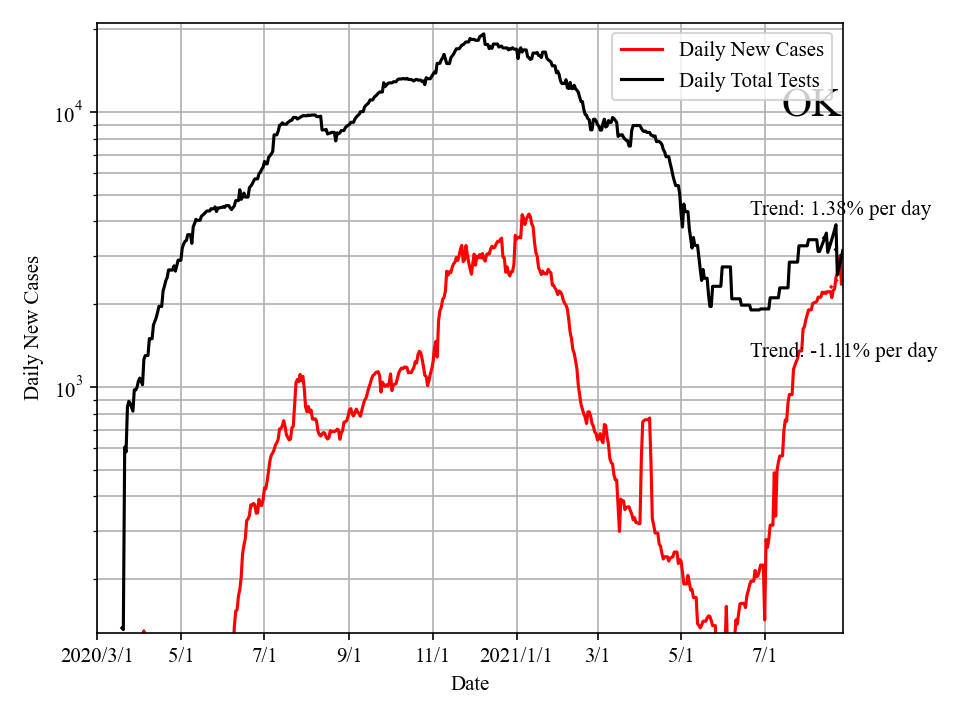 Daily New Cases
Daily Total Tests
OK
10^4
Trend: 1.38% per day
Trend: -1.11% per day
10^3
Daily New Cases
2020/3/1 5/1 7/1 9/1 11/1 2021/1/1 3/1 5/1 7/1
Date